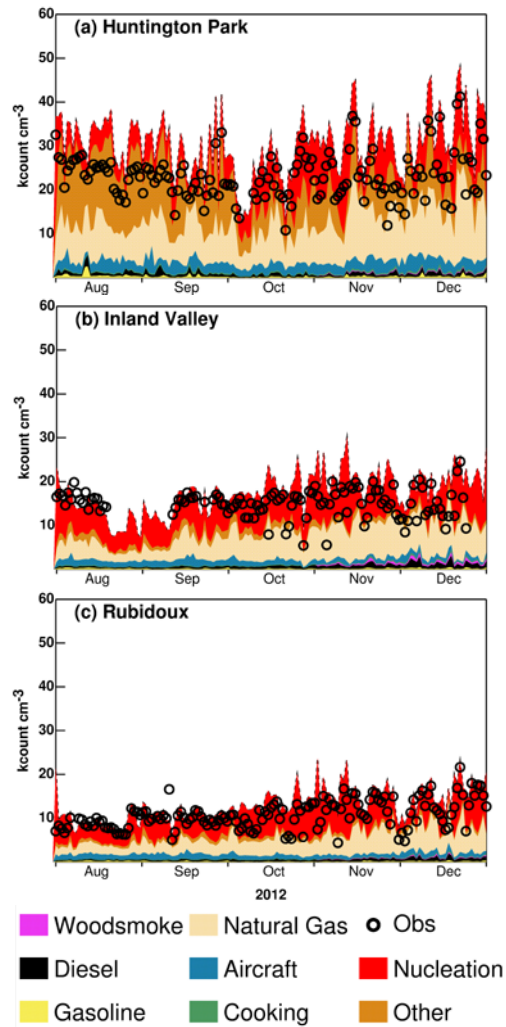 (a) Huntington Park
60
50
40
30
20
10
kcount cm-3
Aug Sep Oct Nov Dec
(b) Inland Valley
60
50
40
30
20
10
kcount cm-3
Aug Sep Oct Nov Dec
(c) Rubidoux
60
50
40
30
20
10
kcount cm-3
Aug Sep Oct Nov Dec
2012
Woodsmoke Natural Gas Obs
Diesel Aircraft Nucleation
Gasoline Cooking Other